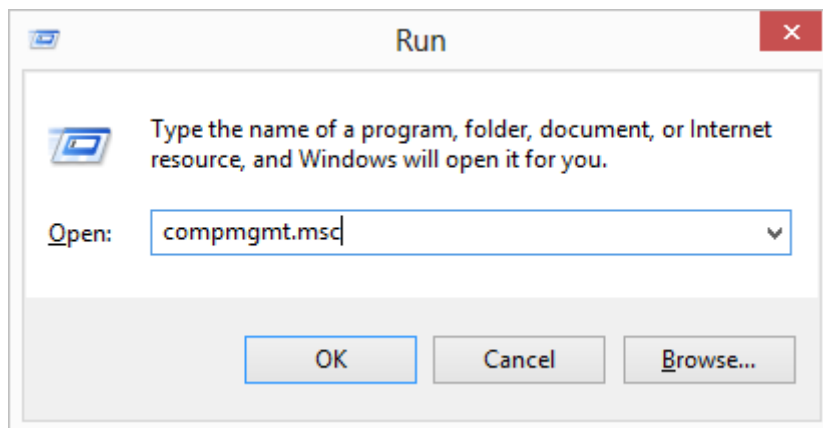 Run
Type the name of a program, folder, document, or Internet
resource, and Windows will open it for you.
Open: compmgmt.msc
OK Cancel Browse...